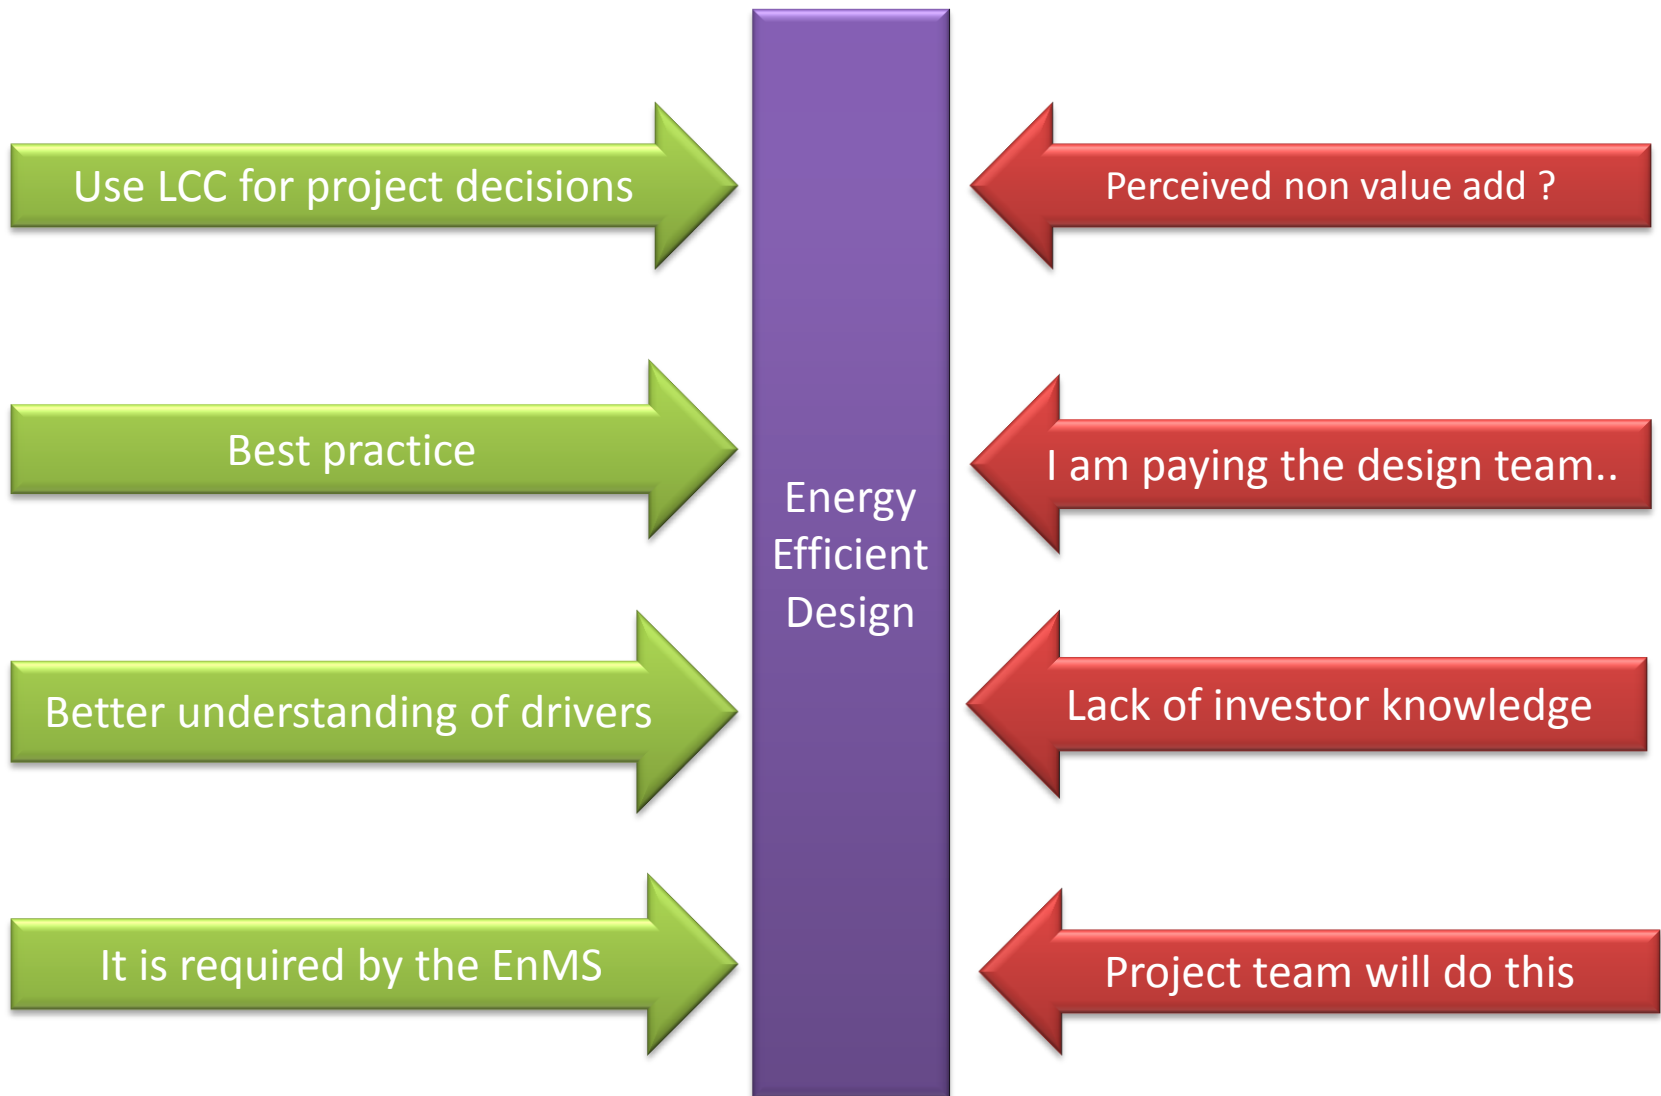 Use LCC for project decisions
Best practice
Better understanding of drivers
It is required by the EnMS
Energy
Efficient
Design
Perceived non value add ?
I am paying the design team..
Lack of investor knowledge
Project team will do this